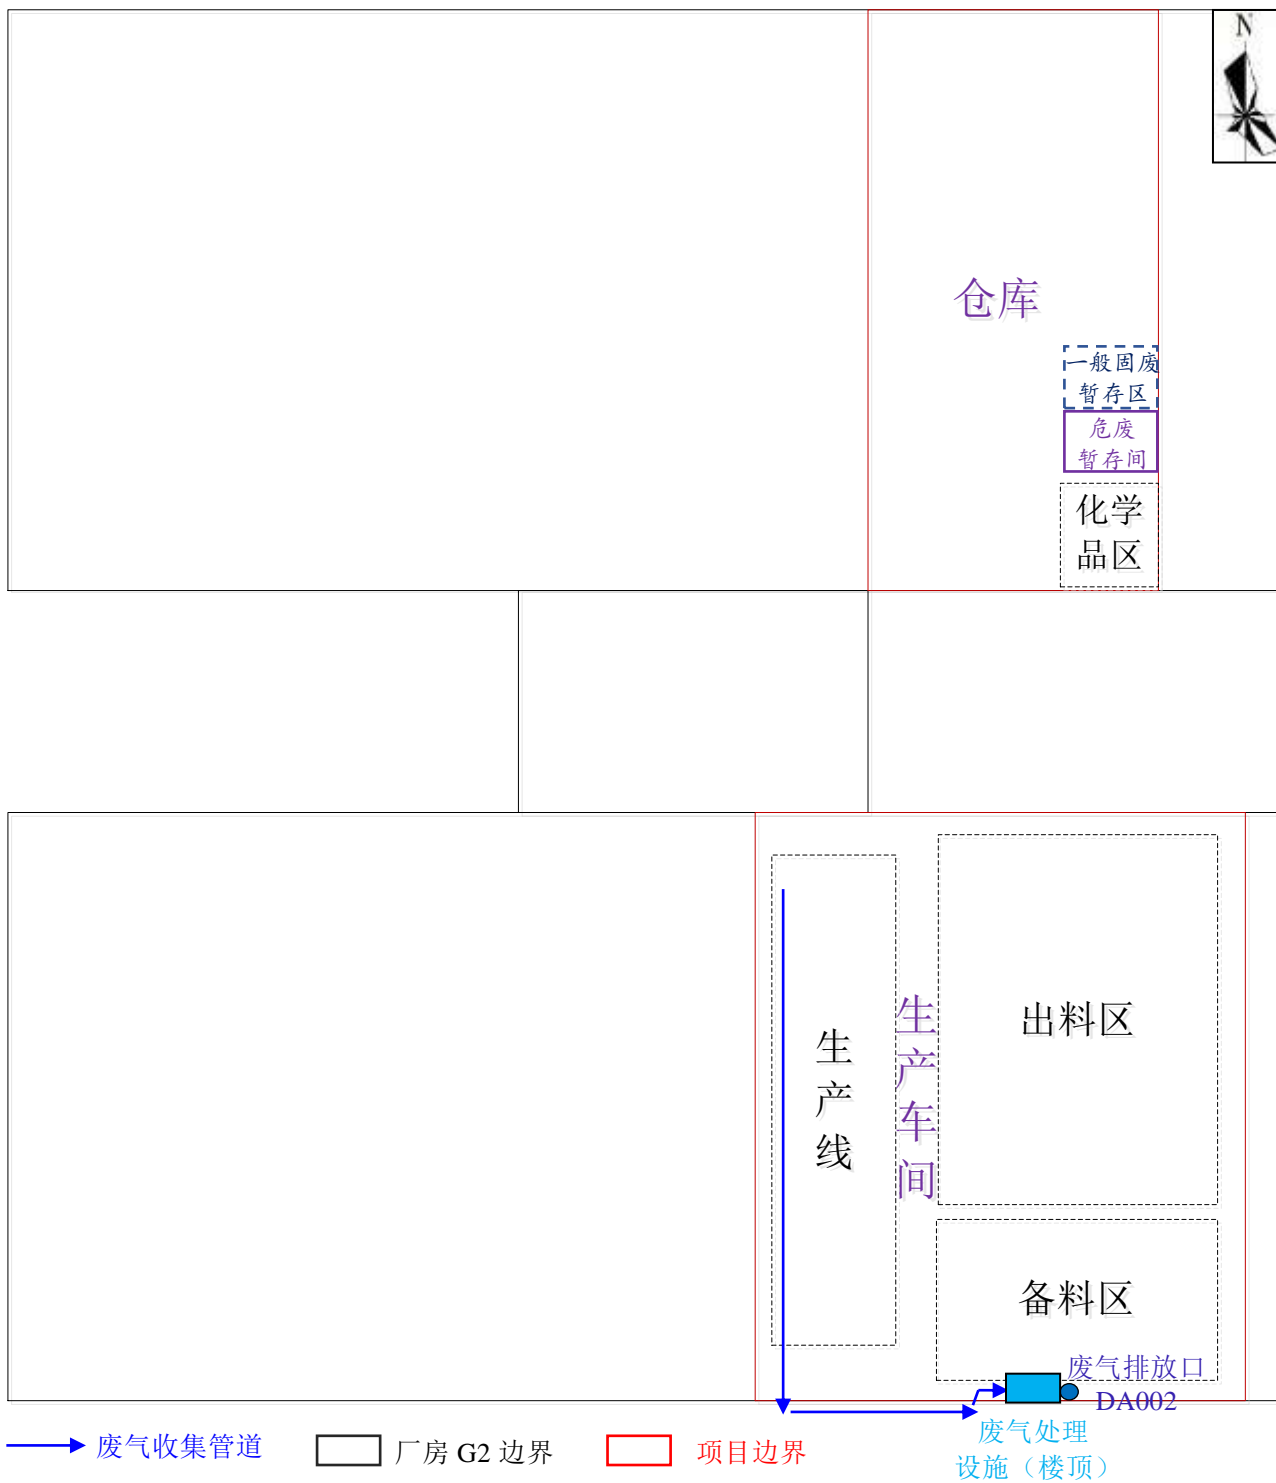 N
仓库
一般固废
暂存区
危废
暂存间
化学
品区
生产线
生产车间
出料区
备料区
废气排放口
DA002
废气处理
设施（楼顶）
废气收集管道
厂房 G2 边界
项目边界